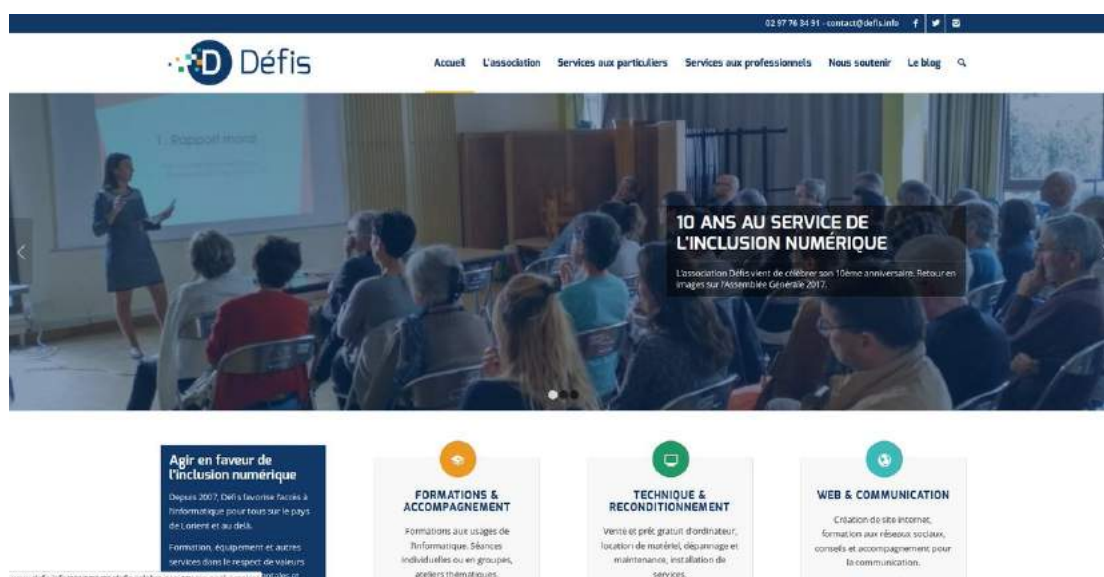 02 97 76 34 91 - contact@defis.info
D Défis
Accueil L'association Services aux particuliers Services aux professionnels Nous soutenir Le blog
1. Rapport moral
10 ANS AU SERVICE DE
L'INCLUSION NUMÉRIQUE
L'association Défis vient de célébrer son 10ème anniversaire. Retour en
images sur l'Assemblée Générale 2017.
Agir en faveur de
l'inclusion numérique
Depuis 2007, Défis favorise l'accès à
l'informatique pour tous sur le pays
de Lorient et au delà.
Formation, équipement et autres
services dans le respect de valeurs
FORMATIONS &
ACCOMPAGNEMENT
Formations aux usages de
l'informatique. Séances
individuelles ou en groupes,
ateliers thématiques.
TECHNIQUE &
RECONDITIONNEMENT
Vente et prêt gratuit d'ordinateur,
location de matériel, dépannage et
maintenance, installation de
services.
WEB & COMMUNICATION
Création de site internet,
formation aux réseaux sociaux,
conseils et accompagnement pour
la communication.